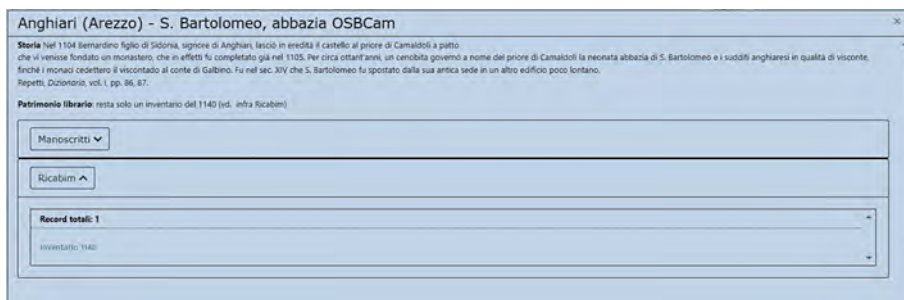 Anghiari (Arezzo) - S. Bartolomeo, abbazia OSBCam
×
Storia Nel 1104 Bernardino figlio di Sidonia, signore di Anghiari, lasciò in eredità il castello al priore di Camaldoli a patto
che vi venisse fondato un monastero, che in effetti fu completato già nel 1105. Per circa ottant'anni, un cenobita governò a nome del priore di Camaldoli la neonata abbazia di S. Bartolomeo e i sudditi anghiaresi in qualità di visconte,
finché i monaci cedettero il viscontado al conte di Galbino. Fu nel sec. XIV che S. Bartolomeo fu spostato dalla sua antica sede in un altro edificio poco lontano.
Repetti, Dizionario, vol. I, pp. 86, 87.
Patrimonio librario: resta solo un inventario del 1140 (vd. infra Ricabim)
Manoscritti
Ricabim
Record totali: 1
Inventario 1140